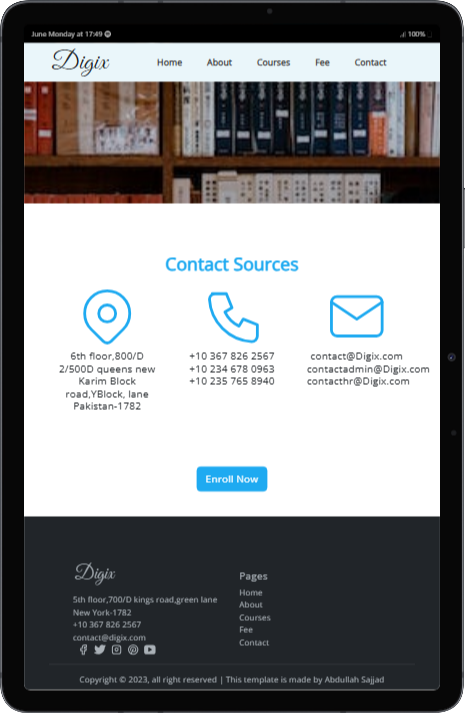 June Monday at 17:49
100%
Digix
Home About Courses Fee Contact
Contact Sources
6th floor,800/D
2/500D queens new
Karim Block
road,YBlock, lane
Pakistan-1782
+10 367 826 2567
+10 234 678 0963
+10 235 765 8940
contact@Digix.com
contactadmin@Digix.com
contacthr@Digix.com
Enroll Now
Digix
5th floor,700/D kings road,green lane
New York-1782
+10 367 826 2567
contact@digix.com
Pages
Home
About
Courses
Fee
Contact
Copyright © 2023, all right reserved | This template is made by Abdullah Sajjad